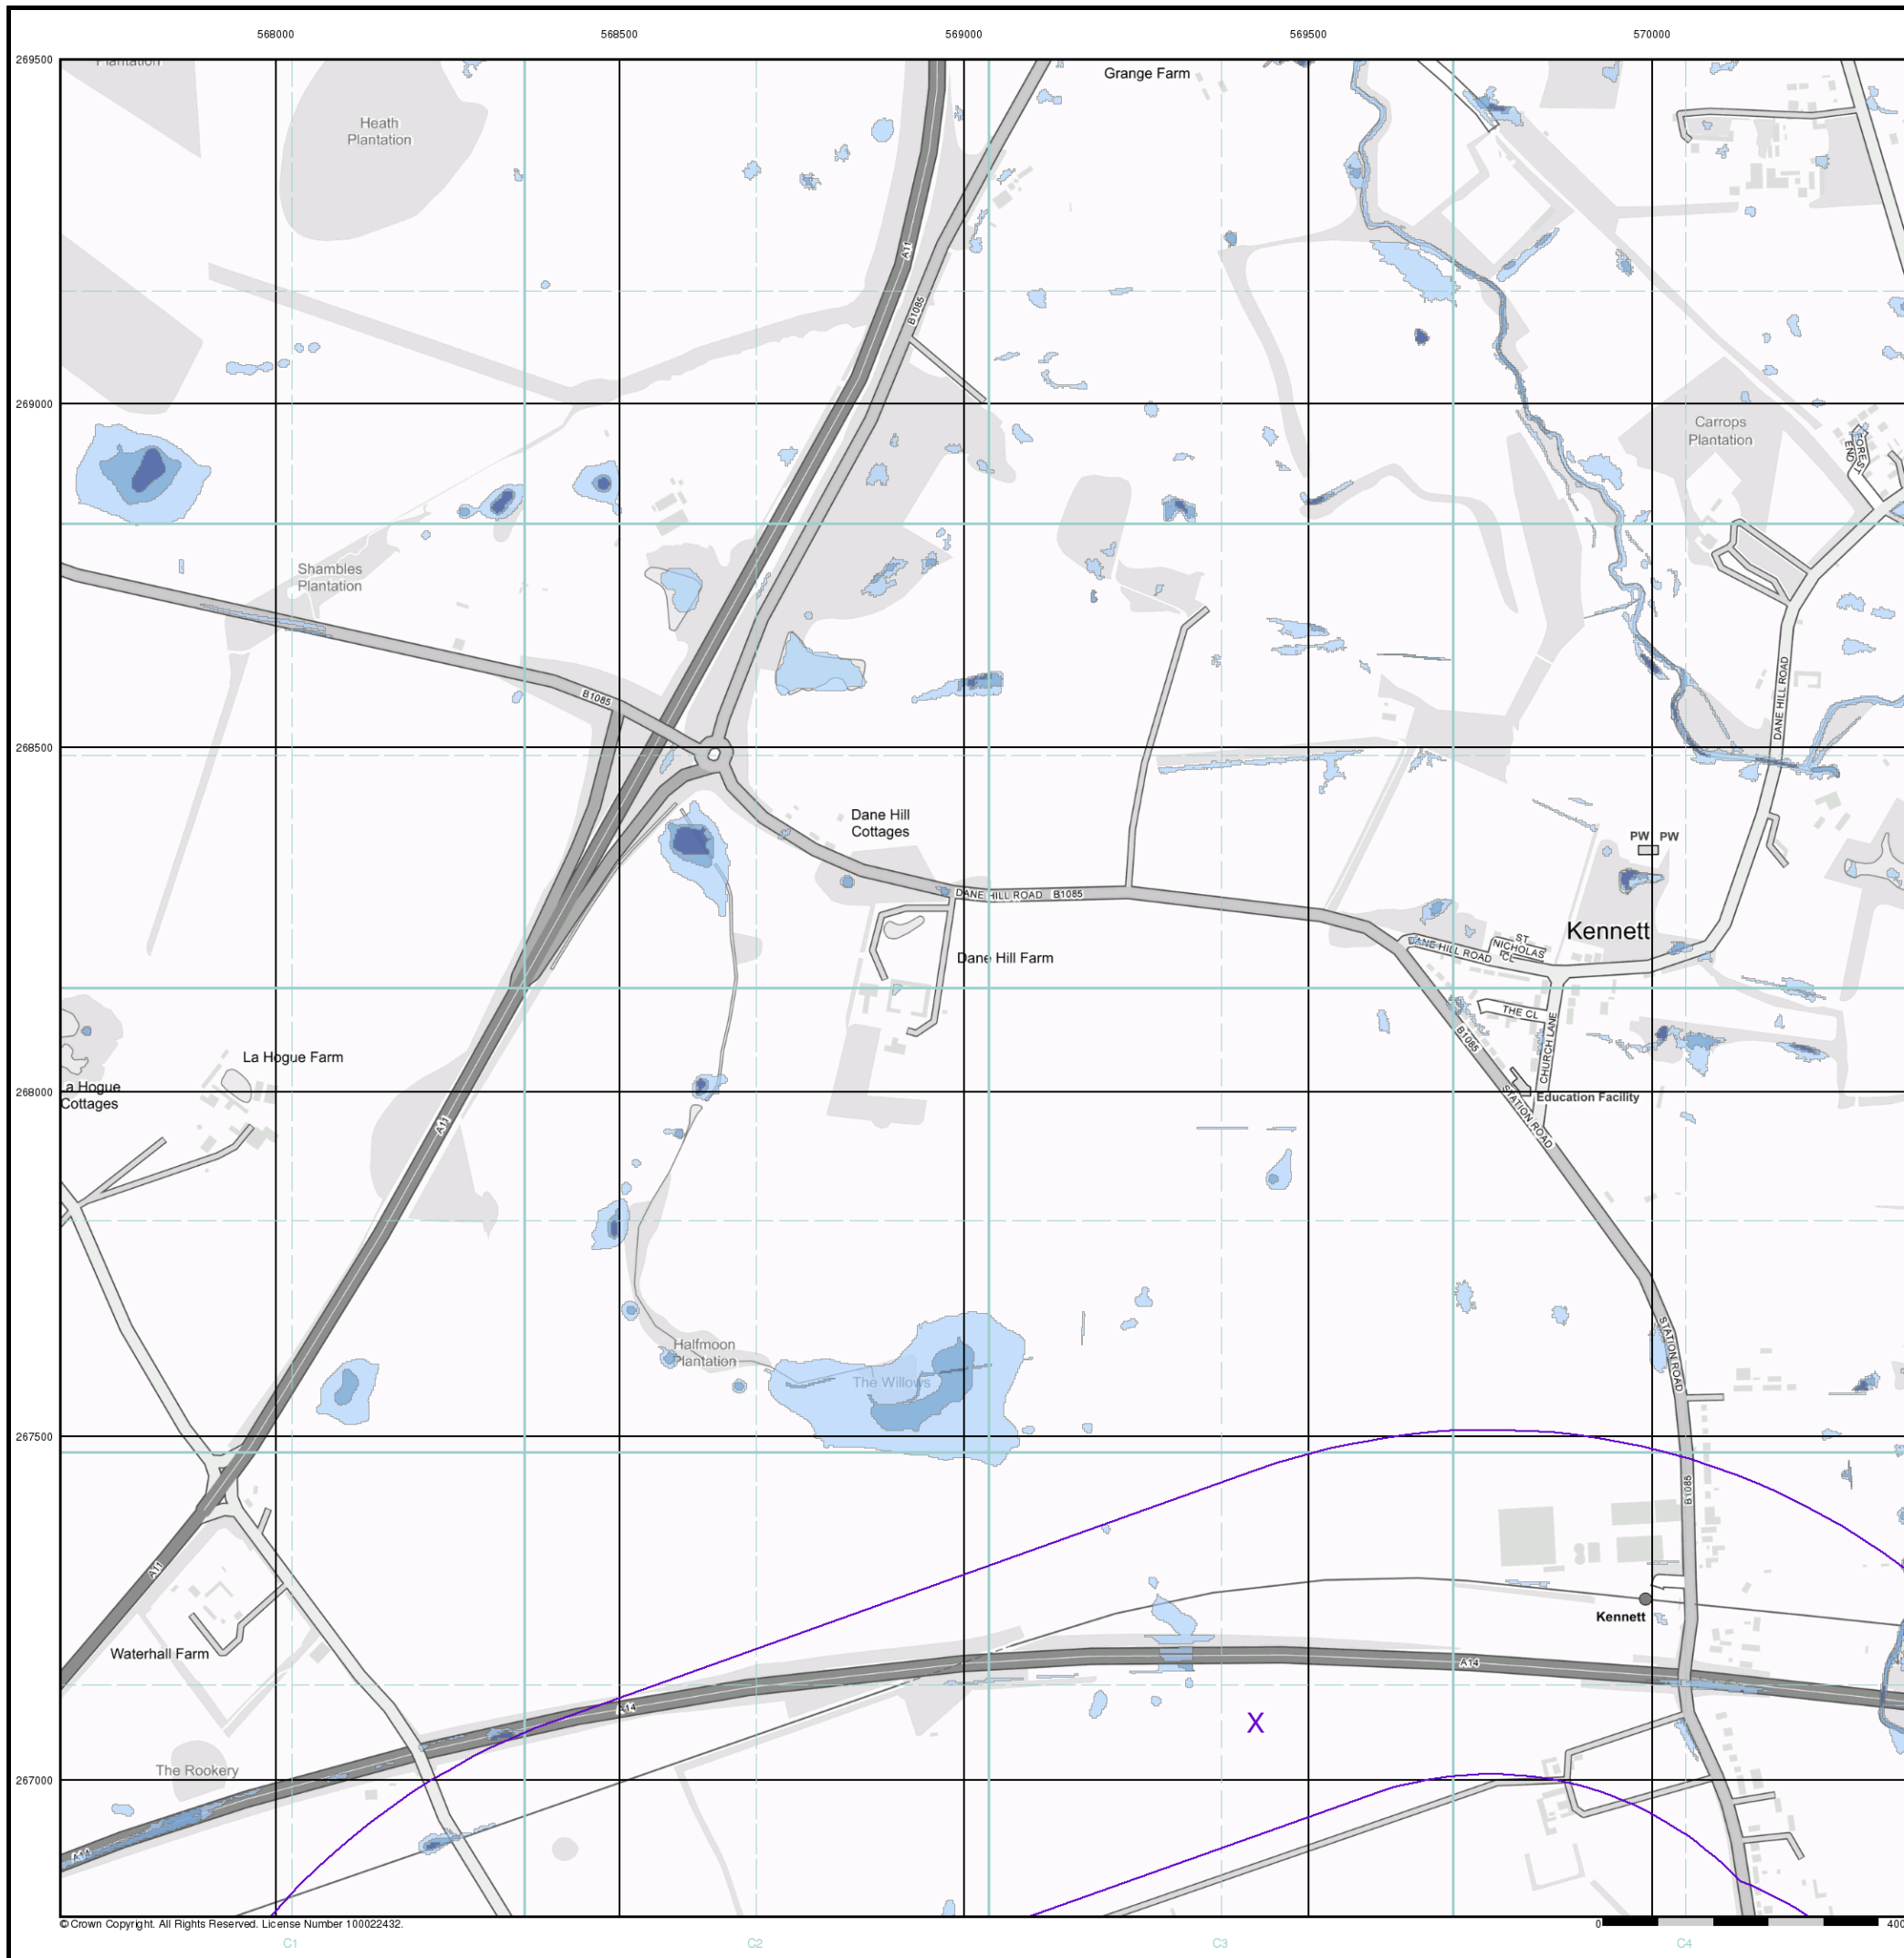 568000 568500 569000 569500 570000
269500
Plantation
Grange Farm
Heath
Plantation
A11
B1085
269000
Carrops
Plantation
FOREST
END
Shambles
Plantation
B1085
DANE HILL ROAD
268500
Dane Hill
Cottages
PW PW
DANE HILL ROAD B1085
Kennett
DANE HILL ROAD
ST
NICHOLAS
CL
Dane Hill Farm
THE CL
B1085
CHURCH LANE
La Hogue Farm
a Hogue
Cottages
268000
A11
Education Facility
STATION ROAD
STATION ROAD
Halfmoon
Plantation
The Willows
267500
B1085
A11
Kennett
Waterhall Farm
A14
A14
X
The Rookery
267000
A14
© Crown Copyright. All Rights Reserved. License Number 100022432.
0 400
C1 C2 C3 C4